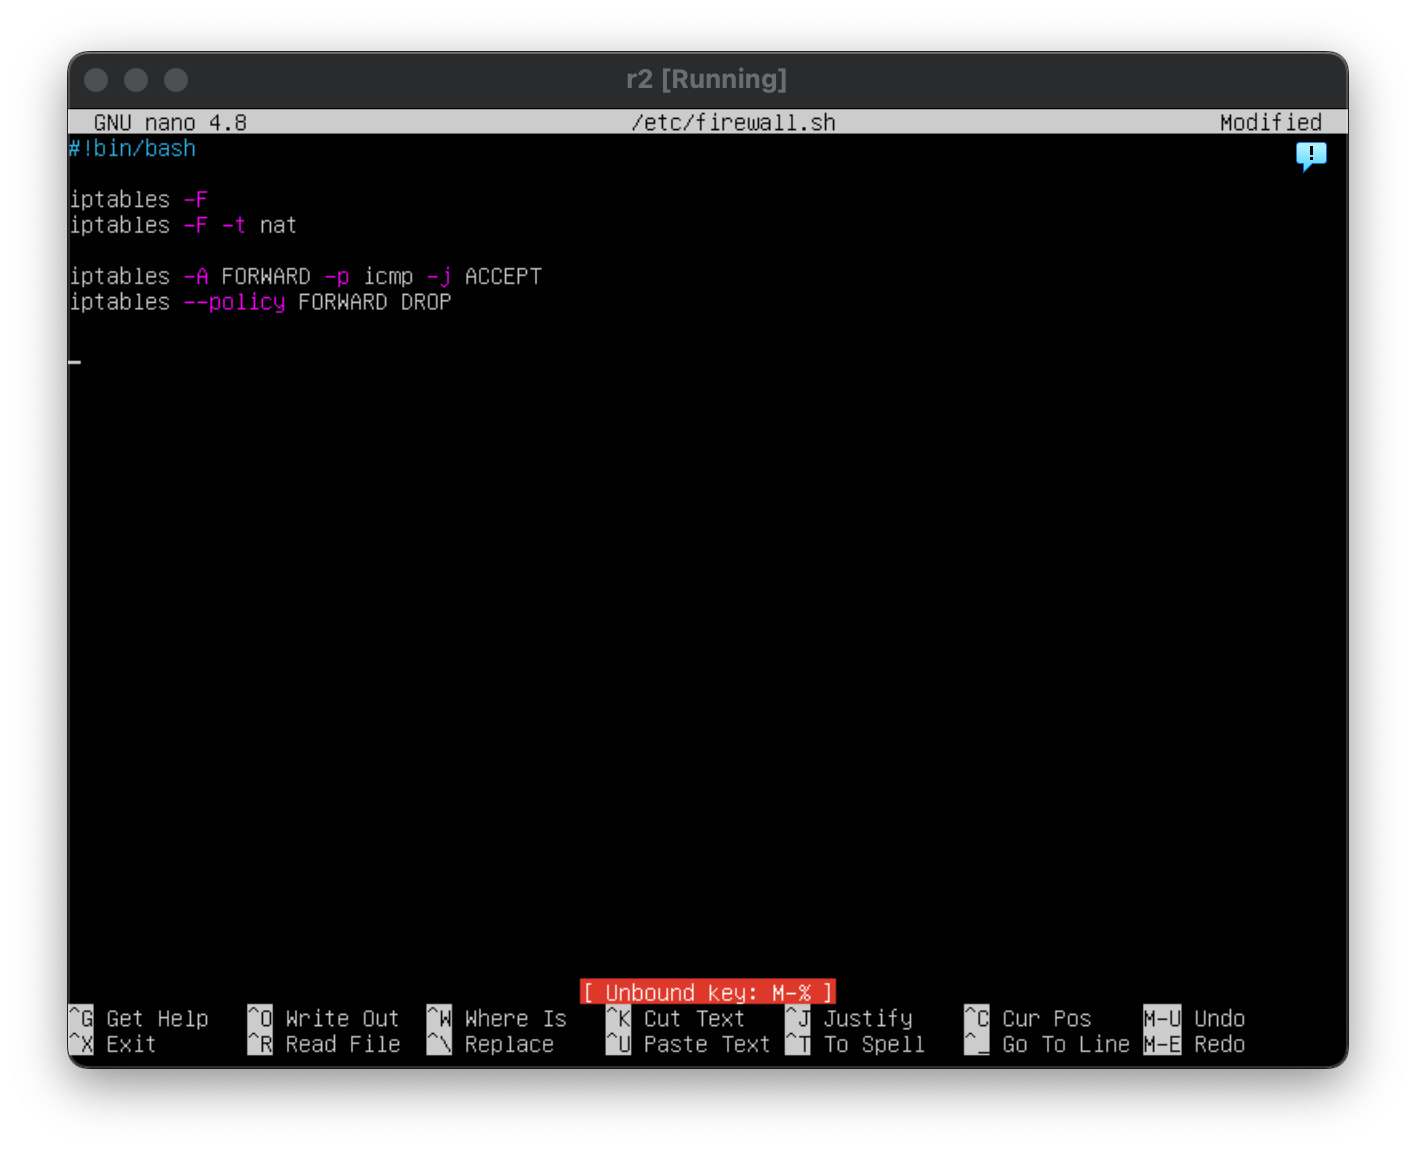 r2 [Running]
GNU nano 4.8 /etc/firewall.sh Modified
#!bin/bash
iptables -F
iptables -F -t nat
iptables -A FORWARD -p icmp -j ACCEPT
iptables --policy FORWARD DROP
[ Unbound key: M-% ]
^G Get Help ^O Write Out ^W Where Is ^K Cut Text ^J Justify ^C Cur Pos M-U Undo
^X Exit ^R Read File ^\ Replace ^U Paste Text ^T To Spell ^_ Go To Line M-E Redo